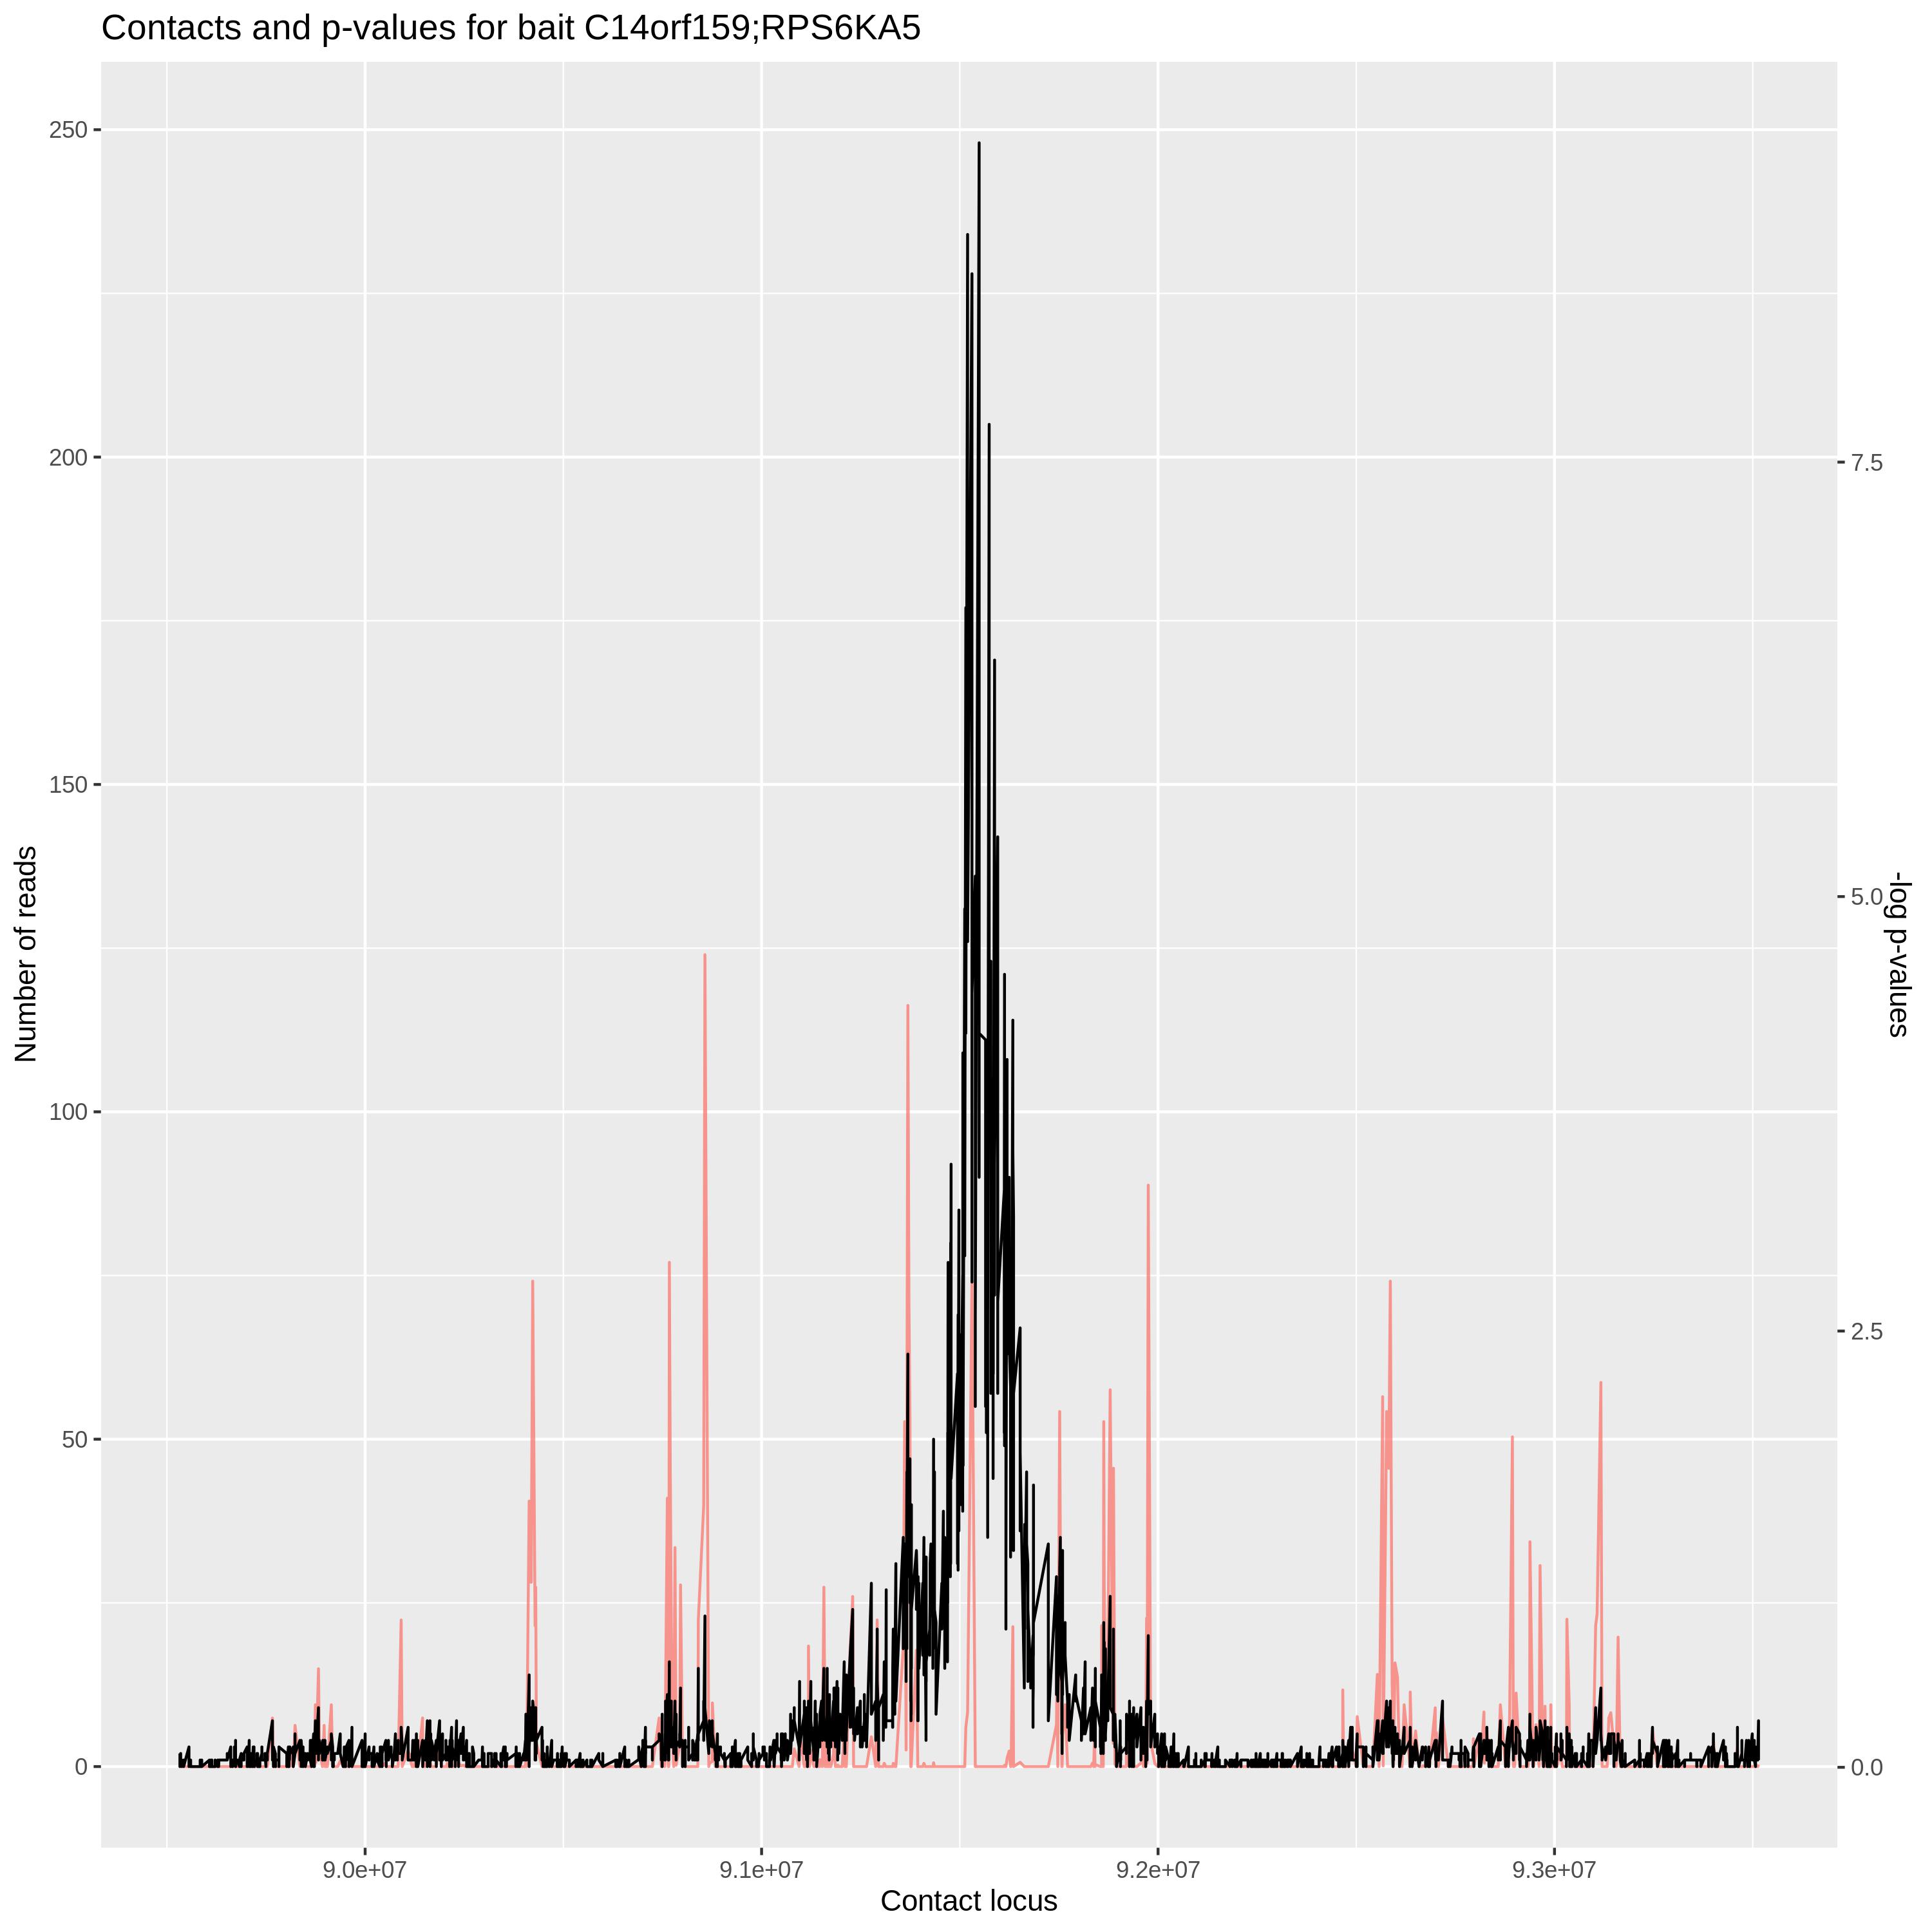 Contacts and p-values for bait C14orf159;RPS6KA5
250
200
150
100
50
0
Number of reads
7.5
5.0
2.5
0.0
-log p-values
9.0e+07 9.1e+07 9.2e+07 9.3e+07
Contact locus